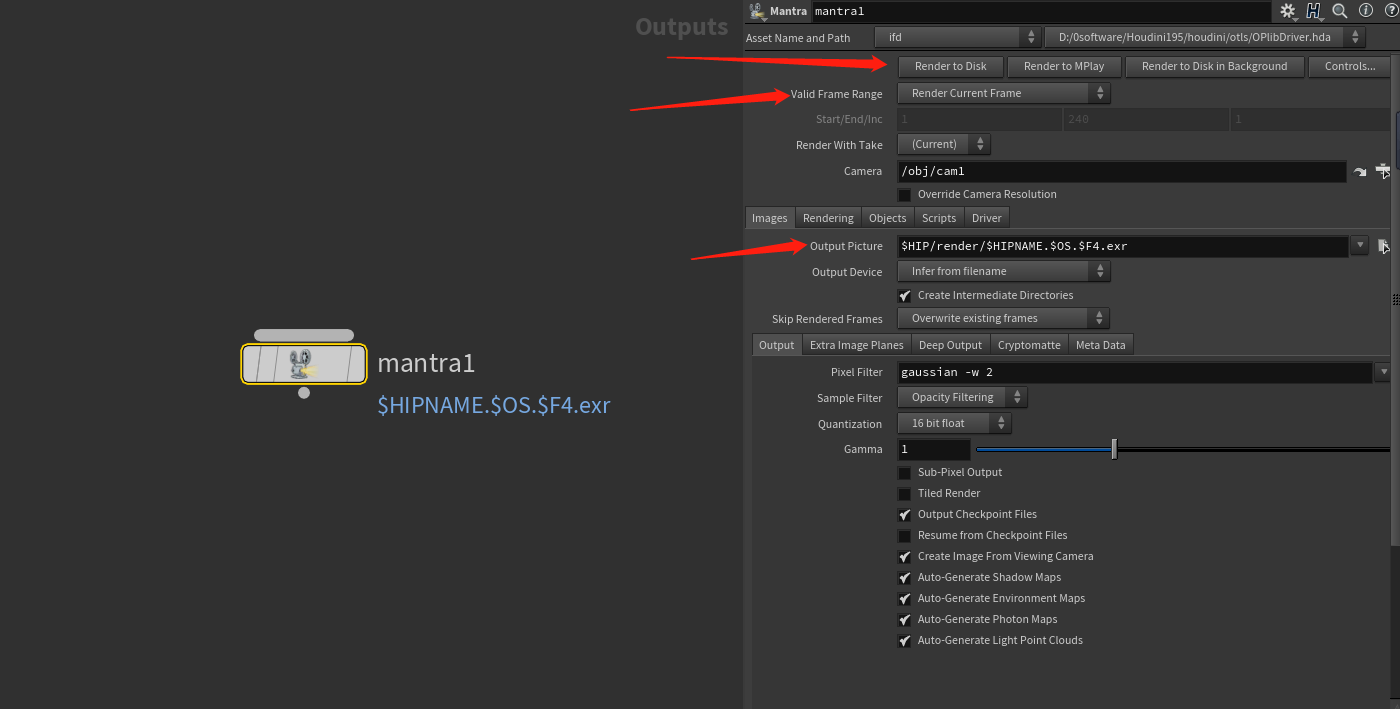 Outputs
mantra1
$HIPNAME.$OS.$F4.exr
Mantra mantra1
Asset Name and Path ifd D:/0software/Houdini195/houdini/otls/OPlibDriver.hda
Render to Disk Render to MPlay Render to Disk in Background Controls...
Valid Frame Range Render Current Frame
Start/End/Inc 1 240 1
Render With Take (Current)
Camera /obj/cam1
Override Camera Resolution
Images Rendering Objects Scripts Driver
Output Picture $HIP/render/$HIPNAME.$OS.$F4.exr
Output Device Infer from filename
Create Intermediate Directories
Skip Rendered Frames Overwrite existing frames
Output Extra Image Planes Deep Output Cryptomatte Meta Data
Pixel Filter gaussian -w 2
Sample Filter Opacity Filtering
Quantization 16 bit float
Gamma 1
Sub-Pixel Output
Tiled Render
Output Checkpoint Files
Resume from Checkpoint Files
Create Image From Viewing Camera
Auto-Generate Shadow Maps
Auto-Generate Environment Maps
Auto-Generate Photon Maps
Auto-Generate Light Point Clouds